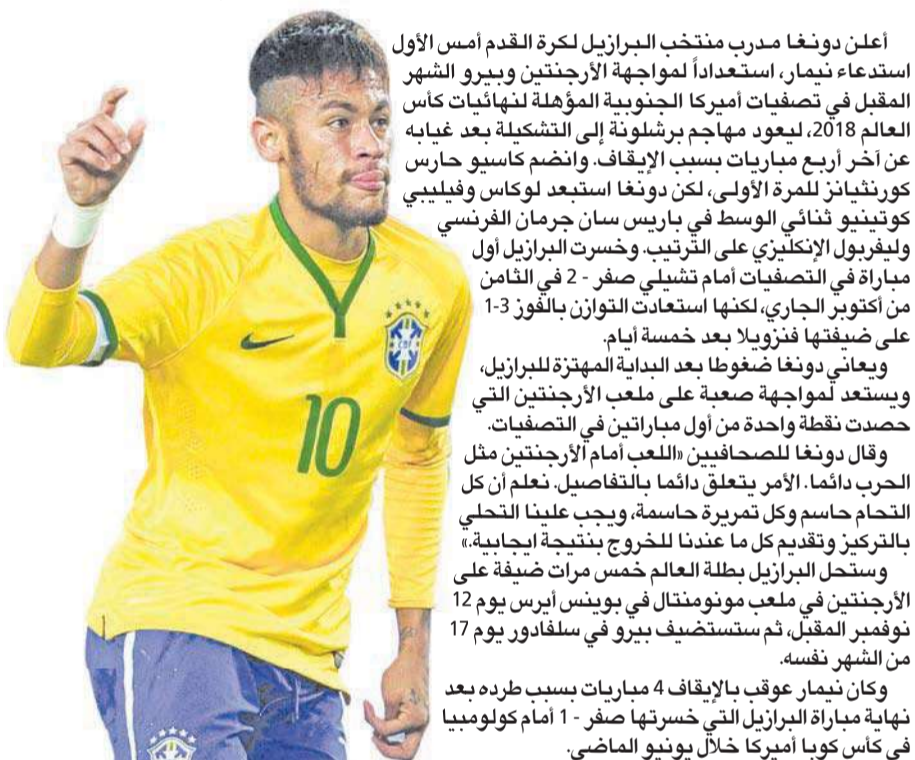 أعلن دونغا مدرب منتخب البرازيل لكرة القدم أمس الأول
استدعاء نيمار، استعداداً لمواجهة الأرجنتين وبيرو الشهر
المقبل في تصفيات أميركا الجنوبية المؤهلة لنهائيات كأس
العالم 2018، ليعود مهاجم برشلونة إلى التشكيلة بعد غيابه
عن آخر أربع مباريات بسبب الإيقاف. وانضم كاسيو حارس
كورنثيانز للمرة الأولى، لكن دونغا استبعد لوكاس وفيليبي
كوتينيو ثنائي الوسط في باريس سان جرمان الفرنسي
وليفربول الإنكليزي على الترتيب. وخسرت البرازيل أول
مباراة في التصفيات أمام تشيلي صفر - 2 في الثامن
من أكتوبر الجاري، لكنها استعادت التوازن بالفوز 3-1
على ضيفتها فنزويلا بعد خمسة أيام.
ويعاني دونغا ضغوطا بعد البداية المهتزة للبرازيل،
ويستعد لمواجهة صعبة على ملعب الأرجنتين التي
حصدت نقطة واحدة من أول مباراتين في التصفيات.
وقال دونغا للصحافيين «اللعب أمام الأرجنتين مثل
الحرب دائما. الأمر يتعلق دائما بالتفاصيل. نعلم أن كل
التحام حاسم وكل تمريرة حاسمة، ويجب علينا التحلي
بالتركيز وتقديم كل ما عندنا للخروج بنتيجة ايجابية.»
وستحل البرازيل بطلة العالم خمس مرات ضيفة على
الأرجنتين في ملعب مونومنتال في بوينس أيرس يوم 12
نوفمبر المقبل، ثم ستستضيف بيرو في سلفادور يوم 17
من الشهر نفسه.
وكان نيمار عوقب بالإيقاف 4 مباريات بسبب طرده بعد
نهاية مباراة البرازيل التي خسرتها صفر - 1 أمام كولومبيا
في كأس كوبا أميركا خلال يونيو الماضي.
CBF
10